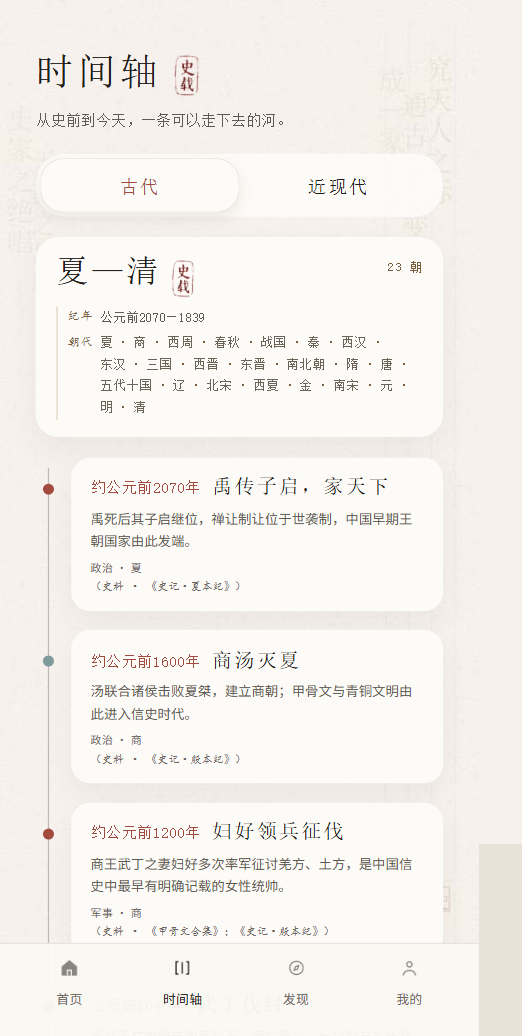 时间轴 史载
从史前到今天，一条可以走下去的河。
古代 近现代
夏—清 史载 23 朝
纪年 公元前2070—1839
朝代 夏 · 商 · 西周 · 春秋 · 战国 · 秦 · 西汉 ·
东汉 · 三国 · 西晋 · 东晋 · 南北朝 · 隋 · 唐 ·
五代十国 · 辽 · 北宋 · 西夏 · 金 · 南宋 · 元 ·
明 · 清
约公元前2070年 禹传子启，家天下
禹死后其子启继位，禅让制让位于世袭制，中国早期王
朝国家由此发端。
政治 · 夏
（史料 · 《史记·夏本纪》）
约公元前1600年 商汤灭夏
汤联合诸侯击败夏桀，建立商朝；甲骨文与青铜文明由
此进入信史时代。
政治 · 商
（史料 · 《史记·殷本纪》）
约公元前1200年 妇好领兵征伐
商王武丁之妻妇好多次率军征讨羌方、土方，是中国信
史中最早有明确记载的女性统帅。
军事 · 商
（史料 · 《甲骨文合集》；《史记·殷本纪》）
首页 时间轴 发现 我的